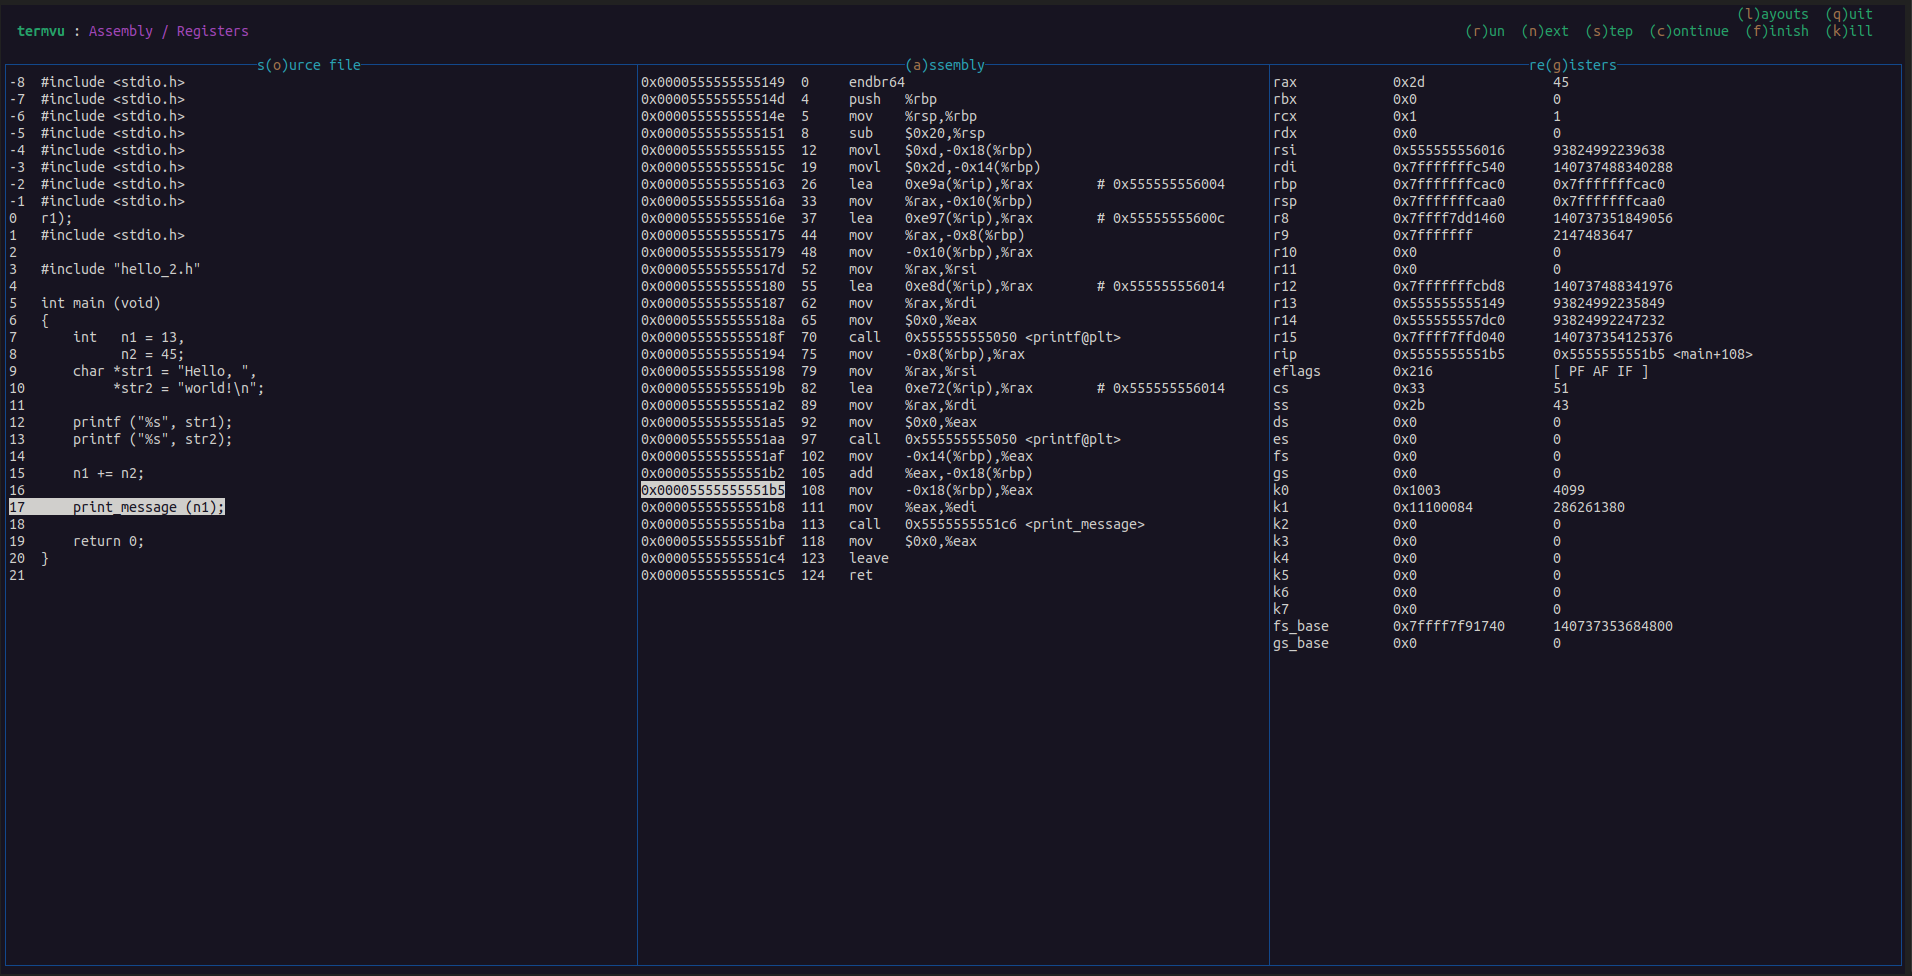 (l)ayouts  (q)uit
termvu : Assembly / Registers
(r)un  (n)ext  (s)tep  (c)ontinue  (f)inish  (k)ill
s(o)urce file
-8  #include <stdio.h>
-7  #include <stdio.h>
-6  #include <stdio.h>
-5  #include <stdio.h>
-4  #include <stdio.h>
-3  #include <stdio.h>
-2  #include <stdio.h>
-1  #include <stdio.h>
0   r1);
1   #include <stdio.h>
2
3   #include "hello_2.h"
4
5   int main (void)
6   {
7       int   n1 = 13,
8             n2 = 45;
9       char *str1 = "Hello, ",
10           *str2 = "world!\n";
11
12      printf ("%s", str1);
13      printf ("%s", str2);
14
15      n1 += n2;
16
17      print_message (n1);
18
19      return 0;
20  }
21
(a)ssembly
0x0000555555555149  0     endbr64
0x000055555555514d  4     push   %rbp
0x000055555555514e  5     mov    %rsp,%rbp
0x0000555555555151  8     sub    $0x20,%rsp
0x0000555555555155  12    movl   $0xd,-0x18(%rbp)
0x000055555555515c  19    movl   $0x2d,-0x14(%rbp)
0x0000555555555163  26    lea    0xe9a(%rip),%rax        # 0x555555556004
0x000055555555516a  33    mov    %rax,-0x10(%rbp)
0x000055555555516e  37    lea    0xe97(%rip),%rax        # 0x55555555600c
0x0000555555555175  44    mov    %rax,-0x8(%rbp)
0x0000555555555179  48    mov    -0x10(%rbp),%rax
0x000055555555517d  52    mov    %rax,%rsi
0x0000555555555180  55    lea    0xe8d(%rip),%rax        # 0x555555556014
0x0000555555555187  62    mov    %rax,%rdi
0x000055555555518a  65    mov    $0x0,%eax
0x000055555555518f  70    call   0x555555555050 <printf@plt>
0x0000555555555194  75    mov    -0x8(%rbp),%rax
0x0000555555555198  79    mov    %rax,%rsi
0x000055555555519b  82    lea    0xe72(%rip),%rax        # 0x555555556014
0x00005555555551a2  89    mov    %rax,%rdi
0x00005555555551a5  92    mov    $0x0,%eax
0x00005555555551aa  97    call   0x555555555050 <printf@plt>
0x00005555555551af  102   mov    -0x14(%rbp),%eax
0x00005555555551b2  105   add    %eax,-0x18(%rbp)
0x00005555555551b5  108   mov    -0x18(%rbp),%eax
0x00005555555551b8  111   mov    %eax,%edi
0x00005555555551ba  113   call   0x5555555551c6 <print_message>
0x00005555555551bf  118   mov    $0x0,%eax
0x00005555555551c4  123   leave
0x00005555555551c5  124   ret
re(g)isters
rax            0x2d                45
rbx            0x0                 0
rcx            0x1                 1
rdx            0x0                 0
rsi            0x555555556016      93824992239638
rdi            0x7fffffffc540      140737488340288
rbp            0x7fffffffcac0      0x7fffffffcac0
rsp            0x7fffffffcaa0      0x7fffffffcaa0
r8             0x7ffff7dd1460      140737351849056
r9             0x7fffffff          2147483647
r10            0x0                 0
r11            0x0                 0
r12            0x7fffffffcbd8      140737488341976
r13            0x555555555149      93824992235849
r14            0x555555557dc0      93824992247232
r15            0x7ffff7ffd040      140737354125376
rip            0x5555555551b5      0x5555555551b5 <main+108>
eflags         0x216               [ PF AF IF ]
cs             0x33                51
ss             0x2b                43
ds             0x0                 0
es             0x0                 0
fs             0x0                 0
gs             0x0                 0
k0             0x1003              4099
k1             0x11100084          286261380
k2             0x0                 0
k3             0x0                 0
k4             0x0                 0
k5             0x0                 0
k6             0x0                 0
k7             0x0                 0
fs_base        0x7ffff7f91740      140737353684800
gs_base        0x0                 0